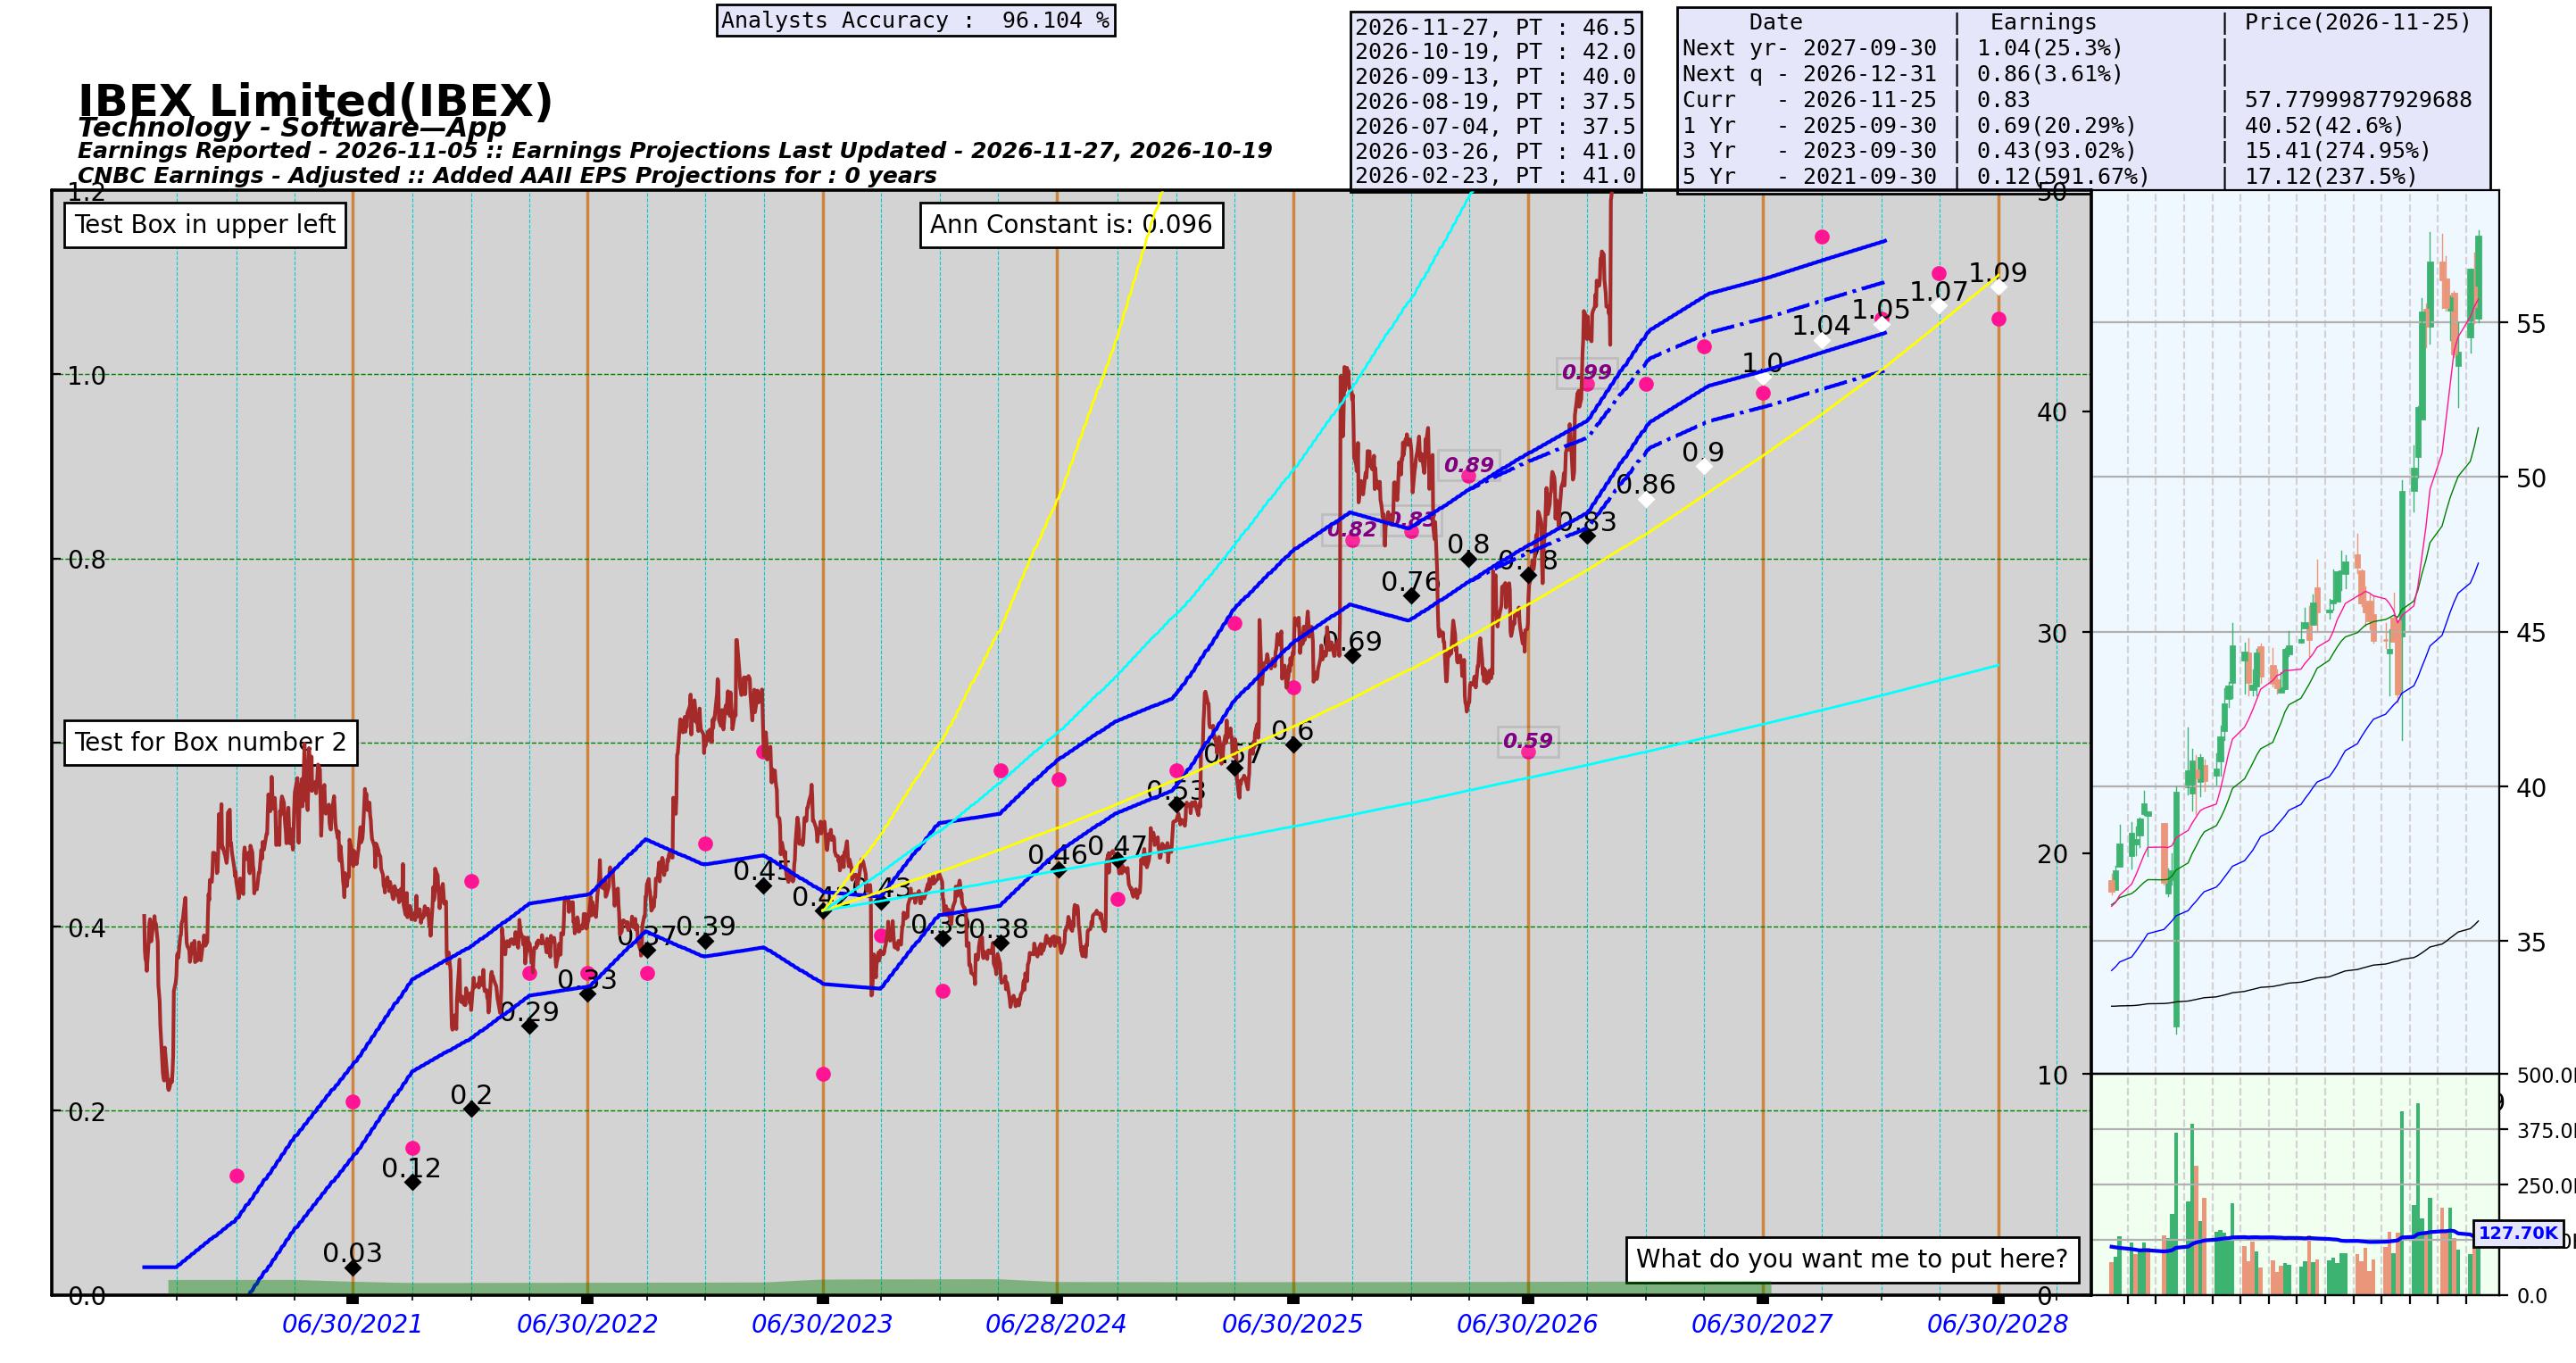 Analysts Accuracy :  96.104 %
2026-11-27, PT : 46.5
2026-10-19, PT : 42.0
2026-09-13, PT : 40.0
2026-08-19, PT : 37.5
2026-07-04, PT : 37.5
2026-03-26, PT : 41.0
2026-02-23, PT : 41.0
Date | Earnings | Price(2026-11-25)
Next yr- 2027-09-30 | 1.04(25.3%) |
Next q - 2026-12-31 | 0.86(3.61%) |
Curr - 2026-11-25 | 0.83 | 57.77999877929688
1 Yr - 2025-09-30 | 0.69(20.29%) | 40.52(42.6%)
3 Yr - 2023-09-30 | 0.43(93.02%) | 15.41(274.95%)
5 Yr - 2021-09-30 | 0.12(591.67%) | 17.12(237.5%)
IBEX Limited(IBEX)
Technology - Software—App
Earnings Reported - 2026-11-05 :: Earnings Projections Last Updated - 2026-11-27, 2026-10-19
CNBC Earnings - Adjusted :: Added AAII EPS Projections for : 0 years
1.2
1.0
0.8
0.4
0.2
0.0
Test Box in upper left
Ann Constant is: 0.096
Test for Box number 2
What do you want me to put here?
0.03
0.12
0.2
0.29
0.33
0.37
0.39
0.45
0.43
0.39
0.38
0.46
0.47
0.53
0.57
0.6
0.69
0.76
0.8
0.78
0.83
0.86
0.9
1.0
1.04
1.05
1.07
1.09
0.82
0.83
0.89
0.59
0.99
50
40
30
20
10
0
55
50
45
40
35
500.0
375.0
250.0
127.70K
0.0
06/30/2021
06/30/2022
06/30/2023
06/28/2024
06/30/2025
06/30/2026
06/30/2027
06/30/2028